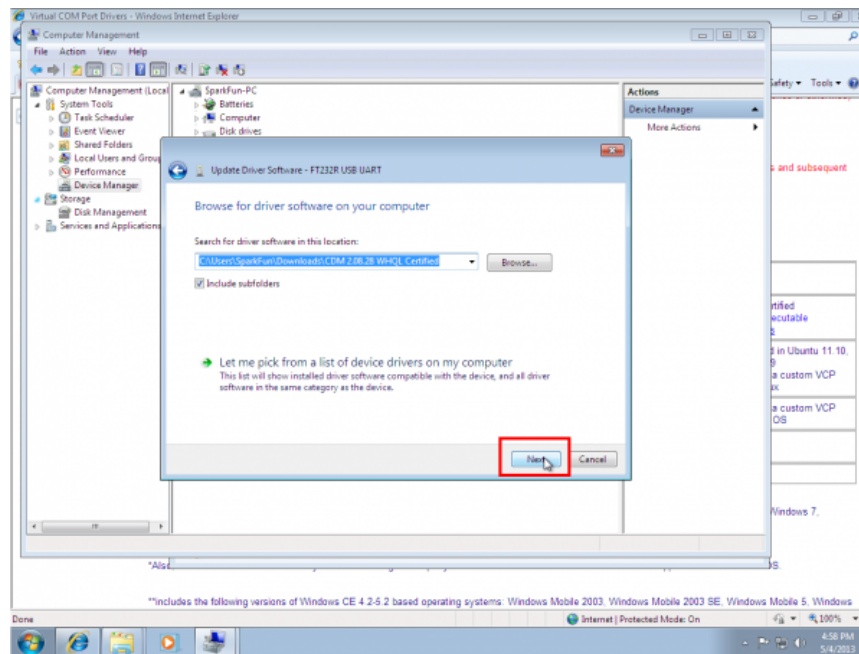 Virtual COM Port Drivers - Windows Internet Explorer
Computer Management
File Action View Help
Safety Tools
Computer Management (Local
System Tools
Task Scheduler
Event Viewer
Shared Folders
Local Users and Group
Performance
Device Manager
Storage
Disk Management
Services and Applications
SparkFun-PC
Batteries
Computer
Disk drives
Actions
Device Manager
More Actions
s and subsequent
Update Driver Software - FT232R USB UART
Browse for driver software on your computer
Search for driver software in this location:
C:\Users\SparkFun\Downloads\CDM 2.08.28 WHQL Certified
Browse...
Include subfolders
Let me pick from a list of device drivers on my computer
This list will show installed driver software compatible with the device, and all driver
software in the same category as the device.
Next
Cancel
rtified
ecutable
d in Ubuntu 11.10,
9
a custom VCP
ux
a custom VCP
OS
Windows 7,
*Also
OS.
**includes the following versions of Windows CE 4.2-5.2 based operating systems: Windows Mobile 2003, Windows Mobile 2003 SE, Windows Mobile 5, Windows
Done
Internet | Protected Mode: On
100%
4:58 PM
5/4/2013